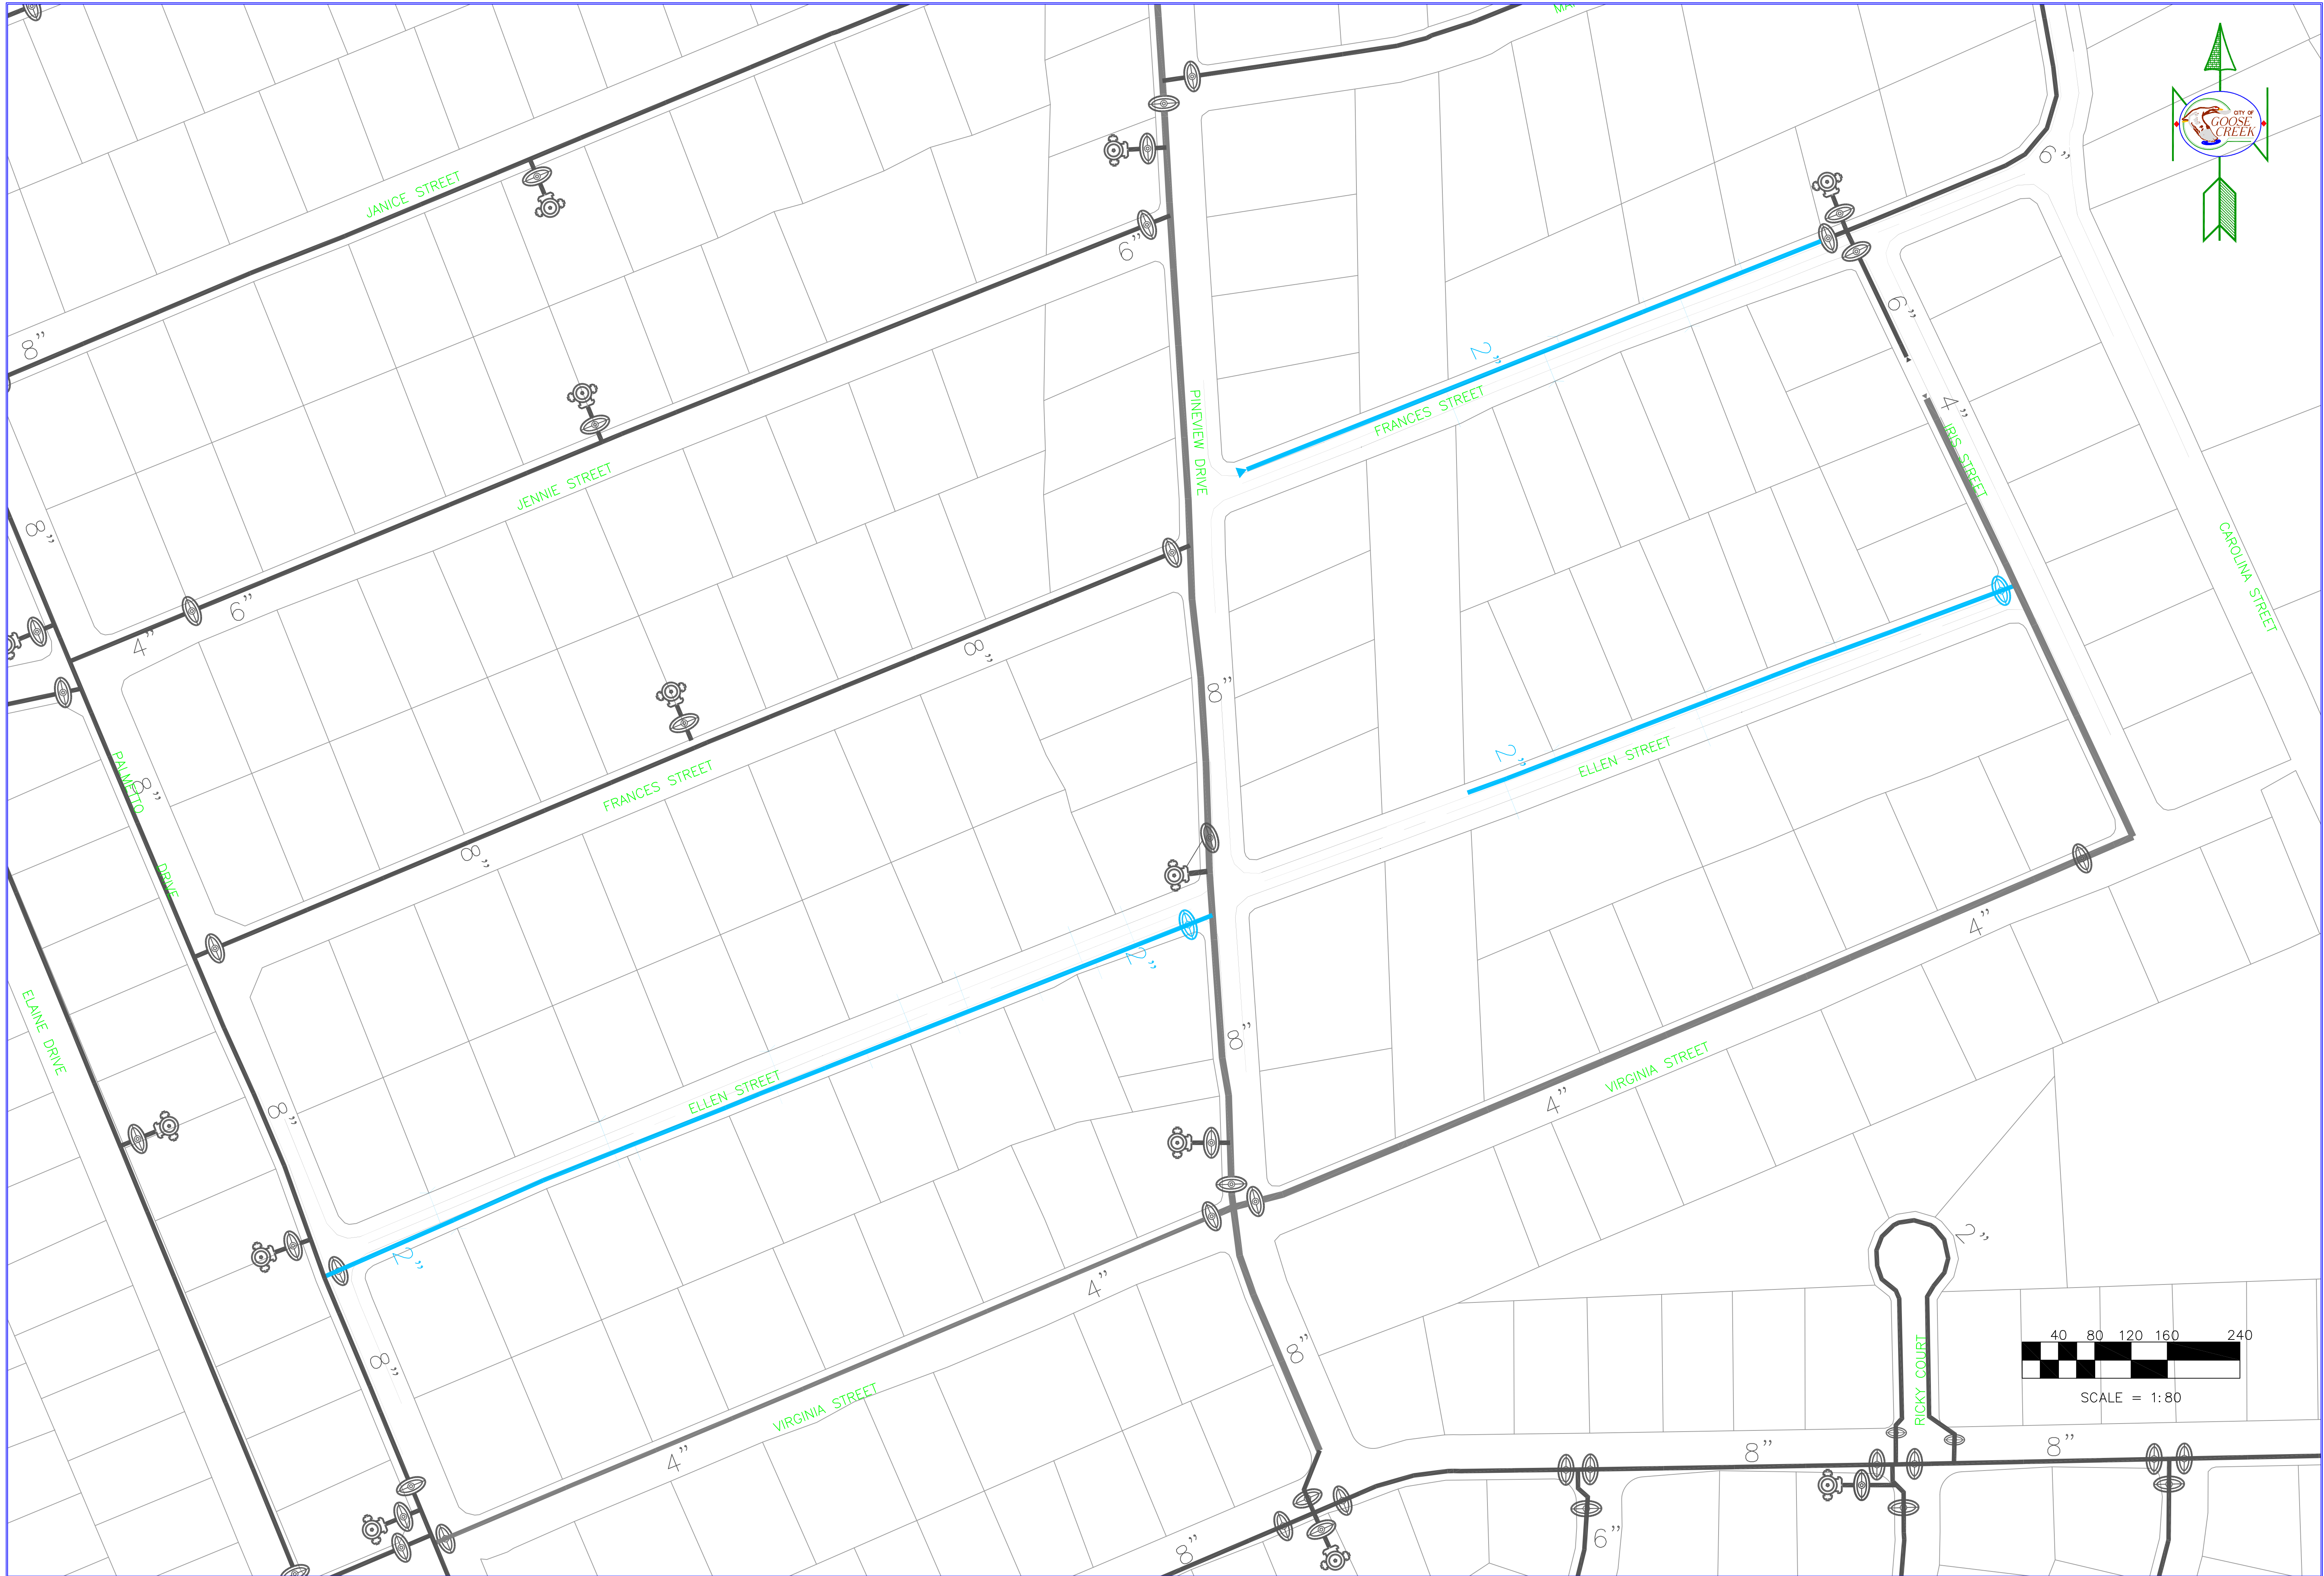 MA
CITY OF
GOOSE
CREEK
6"
JANICE STREET
6"
6"
8"
2"
FRANCES STREET
4"
IRIS STREET
PINEVIEW DRIVE
JENNIE STREET
8"
CAROLINA STREET
6"
4"
8"
8"
2"
ELLEN STREET
PALMETTO
8"
FRANCES STREET
8"
DRIVE
4"
2"
ELAINE DRIVE
8"
VIRGINIA STREET
ELLEN STREET
4"
8"
2"
2"
4"
8"
8"
RICKY COURT
40 80 120 160 240
SCALE = 1:80
VIRGINIA STREET
4"
8"
8"
8"
6"